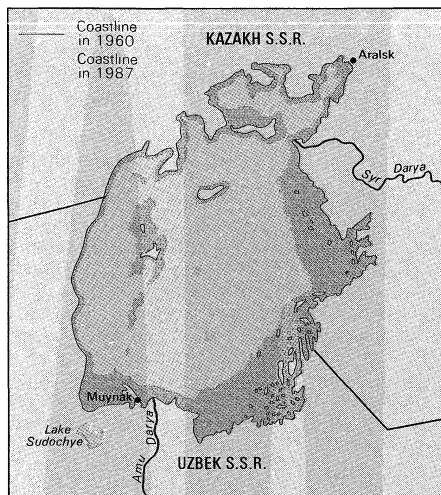 Coastline
in 1960
Coastline
in 1987
KAZAKH S.S.R.
Aralsk
Syr Darya
Muynak
Lake
Sudochye
Amu Darya
UZBEK S.S.R.